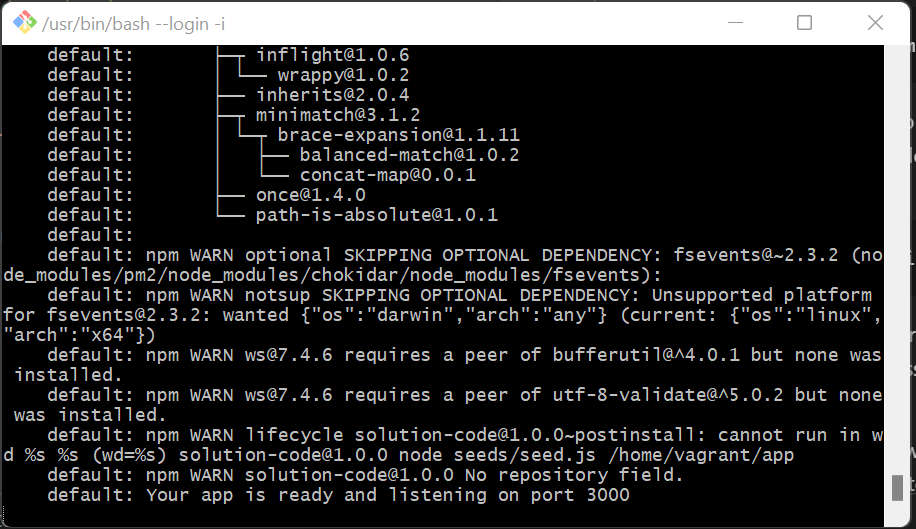 /usr/bin/bash --login -i
default: ├─┬ inflight@1.0.6
default: │ └── wrappy@1.0.2
default: ├── inherits@2.0.4
default: ├─┬ minimatch@3.1.2
default: │ └─┬ brace-expansion@1.1.11
default: │   ├── balanced-match@1.0.2
default: │   └── concat-map@0.0.1
default: ├── once@1.4.0
default: └── path-is-absolute@1.0.1
default:
default: npm WARN optional SKIPPING OPTIONAL DEPENDENCY: fsevents@~2.3.2 (no
de_modules/pm2/node_modules/chokidar/node_modules/fsevents):
default: npm WARN notsup SKIPPING OPTIONAL DEPENDENCY: Unsupported platform
for fsevents@2.3.2: wanted {"os":"darwin","arch":"any"} (current: {"os":"linux",
"arch":"x64"})
default: npm WARN ws@7.4.6 requires a peer of bufferutil@^4.0.1 but none was
installed.
default: npm WARN ws@7.4.6 requires a peer of utf-8-validate@^5.0.2 but none
was installed.
default: npm WARN lifecycle solution-code@1.0.0~postinstall: cannot run in w
d %s %s (wd=%s) solution-code@1.0.0 node seeds/seed.js /home/vagrant/app
default: npm WARN solution-code@1.0.0 No repository field.
default: Your app is ready and listening on port 3000